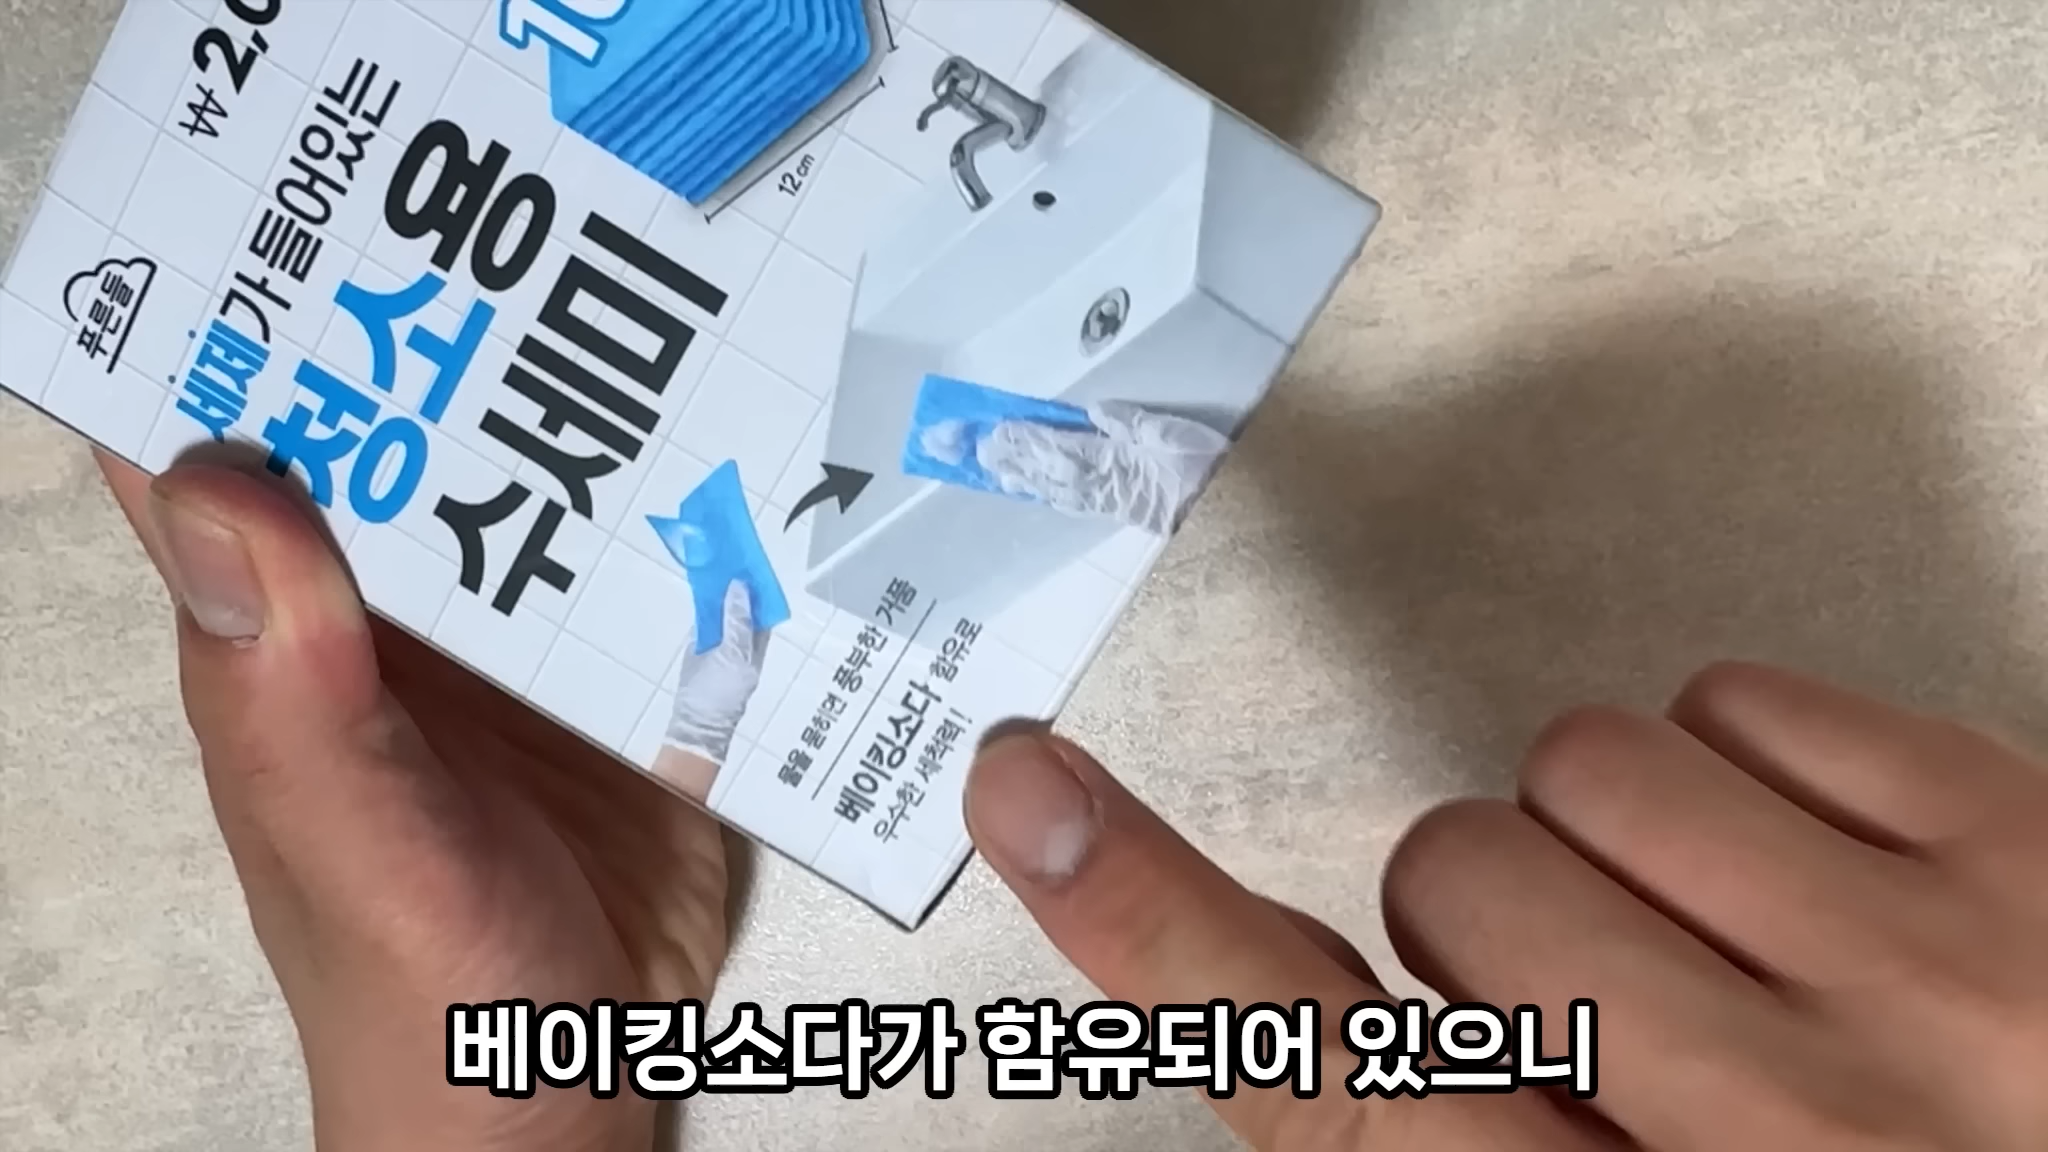 ₩2,0
10
12cm
푸른들
세제가 들어있는
청소용
수세미
물을 묻히면 풍부한 거품
베이킹소다 함유로
우수한 세척력!
베이킹소다가 함유되어 있으니